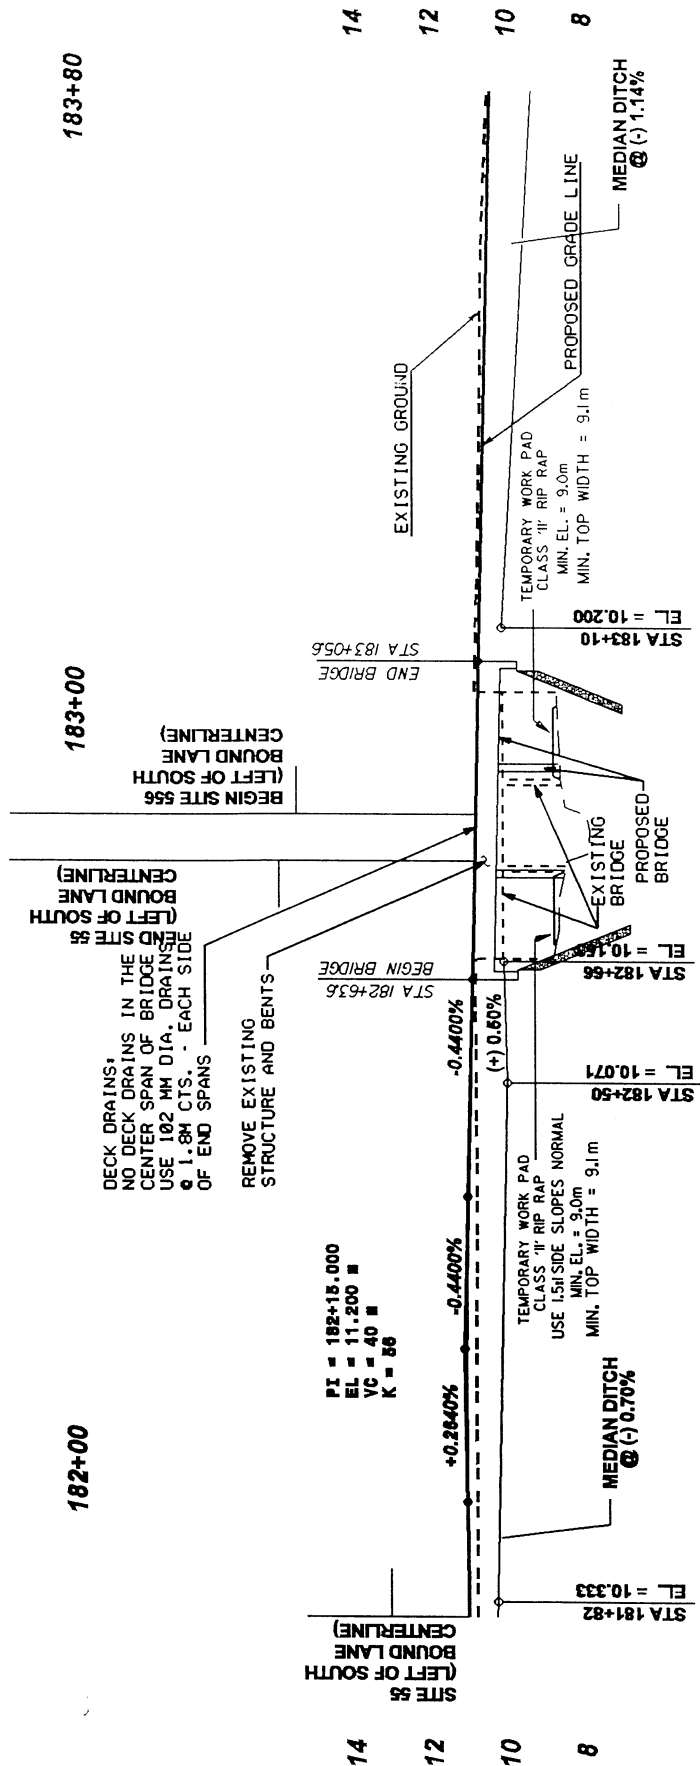 182+00
183+00
183+80
14
12
10
8
14
12
10
8
SITE 55
(LEFT OF SOUTH
BOUND LANE
CENTERLINE)
PI = 182+15.000
EL = 11.200 M
VC = 40 M
K = 56
+0.2640%
-0.4400%
-0.4400%
(+) 0.60%
DECK DRAINS:
NO DECK DRAINS IN THE
CENTER SPAN OF BRIDGE
USE 102 MM DIA. DRAINS
@ 1.8M CTS. - EACH SIDE
OF END SPANS
REMOVE EXISTING
STRUCTURE AND BENTS
END SITE 55
(LEFT OF SOUTH
BOUND LANE
CENTERLINE)
BEGIN SITE 556
(LEFT OF SOUTH
BOUND LANE
CENTERLINE)
STA 182+63.6
BEGIN BRIDGE
END BRIDGE
STA 183+05.6
EXISTING GROUND
PROPOSED GRADE LINE
MEDIAN DITCH
@ (-) 0.70%
MEDIAN DITCH
@ (-) 1.14%
TEMPORARY WORK PAD
CLASS 'II' RIP RAP
USE 1.5:1 SIDE SLOPES NORMAL
MIN. EL. = 9.0m
MIN. TOP WIDTH = 9.1m
EXISTING
BRIDGE
PROPOSED
BRIDGE
TEMPORARY WORK PAD
CLASS 'II' RIP RAP
MIN. EL. = 9.0m
MIN. TOP WIDTH = 9.1m
STA 181+82
EL = 10.333
STA 182+50
EL = 10.071
STA 182+66
EL =
STA 183+10
EL = 10.200